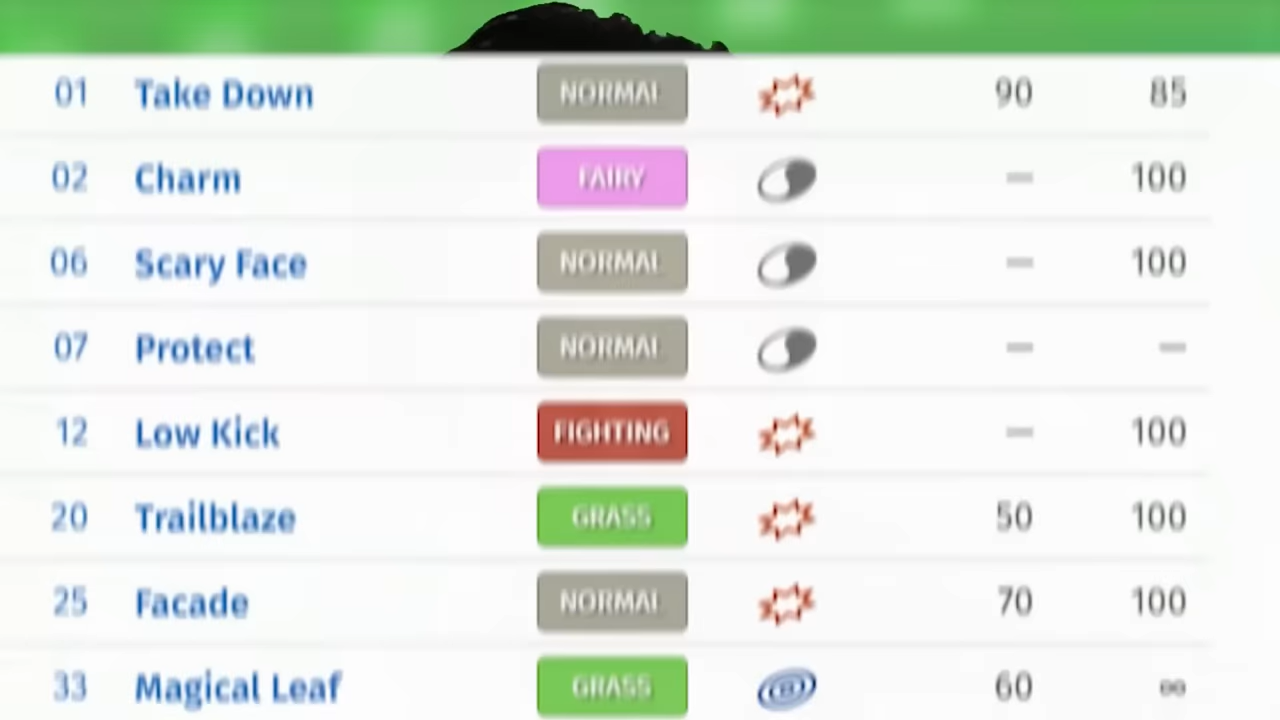 01 Take Down NORMAL 90 85
02 Charm FAIRY — 100
06 Scary Face NORMAL — 100
07 Protect NORMAL — —
12 Low Kick FIGHTING — 100
20 Trailblaze GRASS 50 100
25 Facade NORMAL 70 100
33 Magical Leaf GRASS 60 ∞